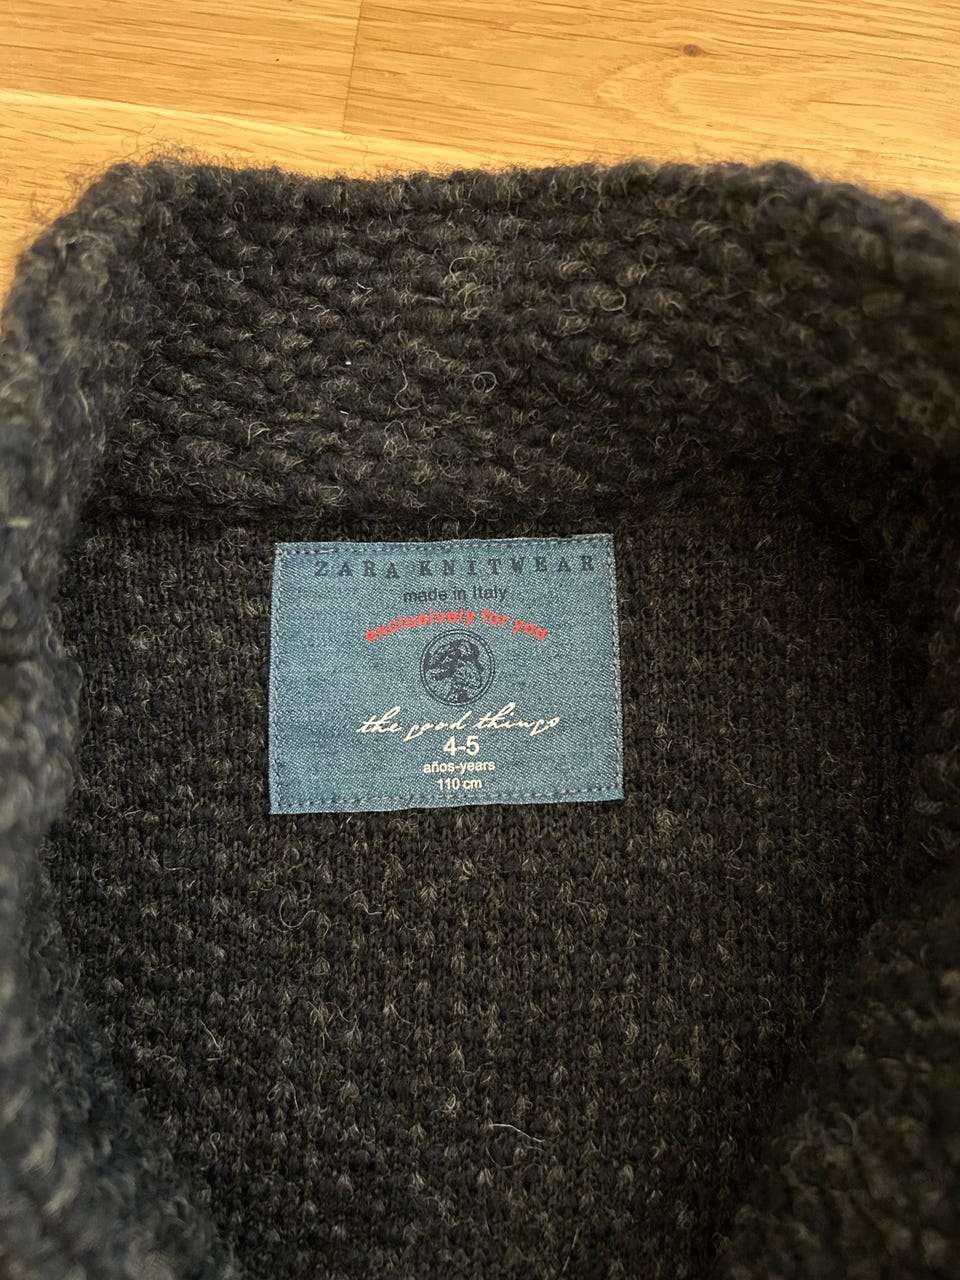 ZARA KNITWEAR
made in Italy
exclusively for you
the good things
4-5
años-years
110 cm